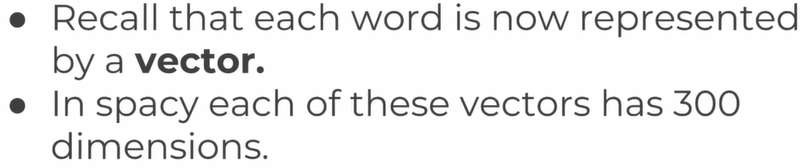 ● Recall that each word is now represented
by a vector.
● In spacy each of these vectors has 300
dimensions.